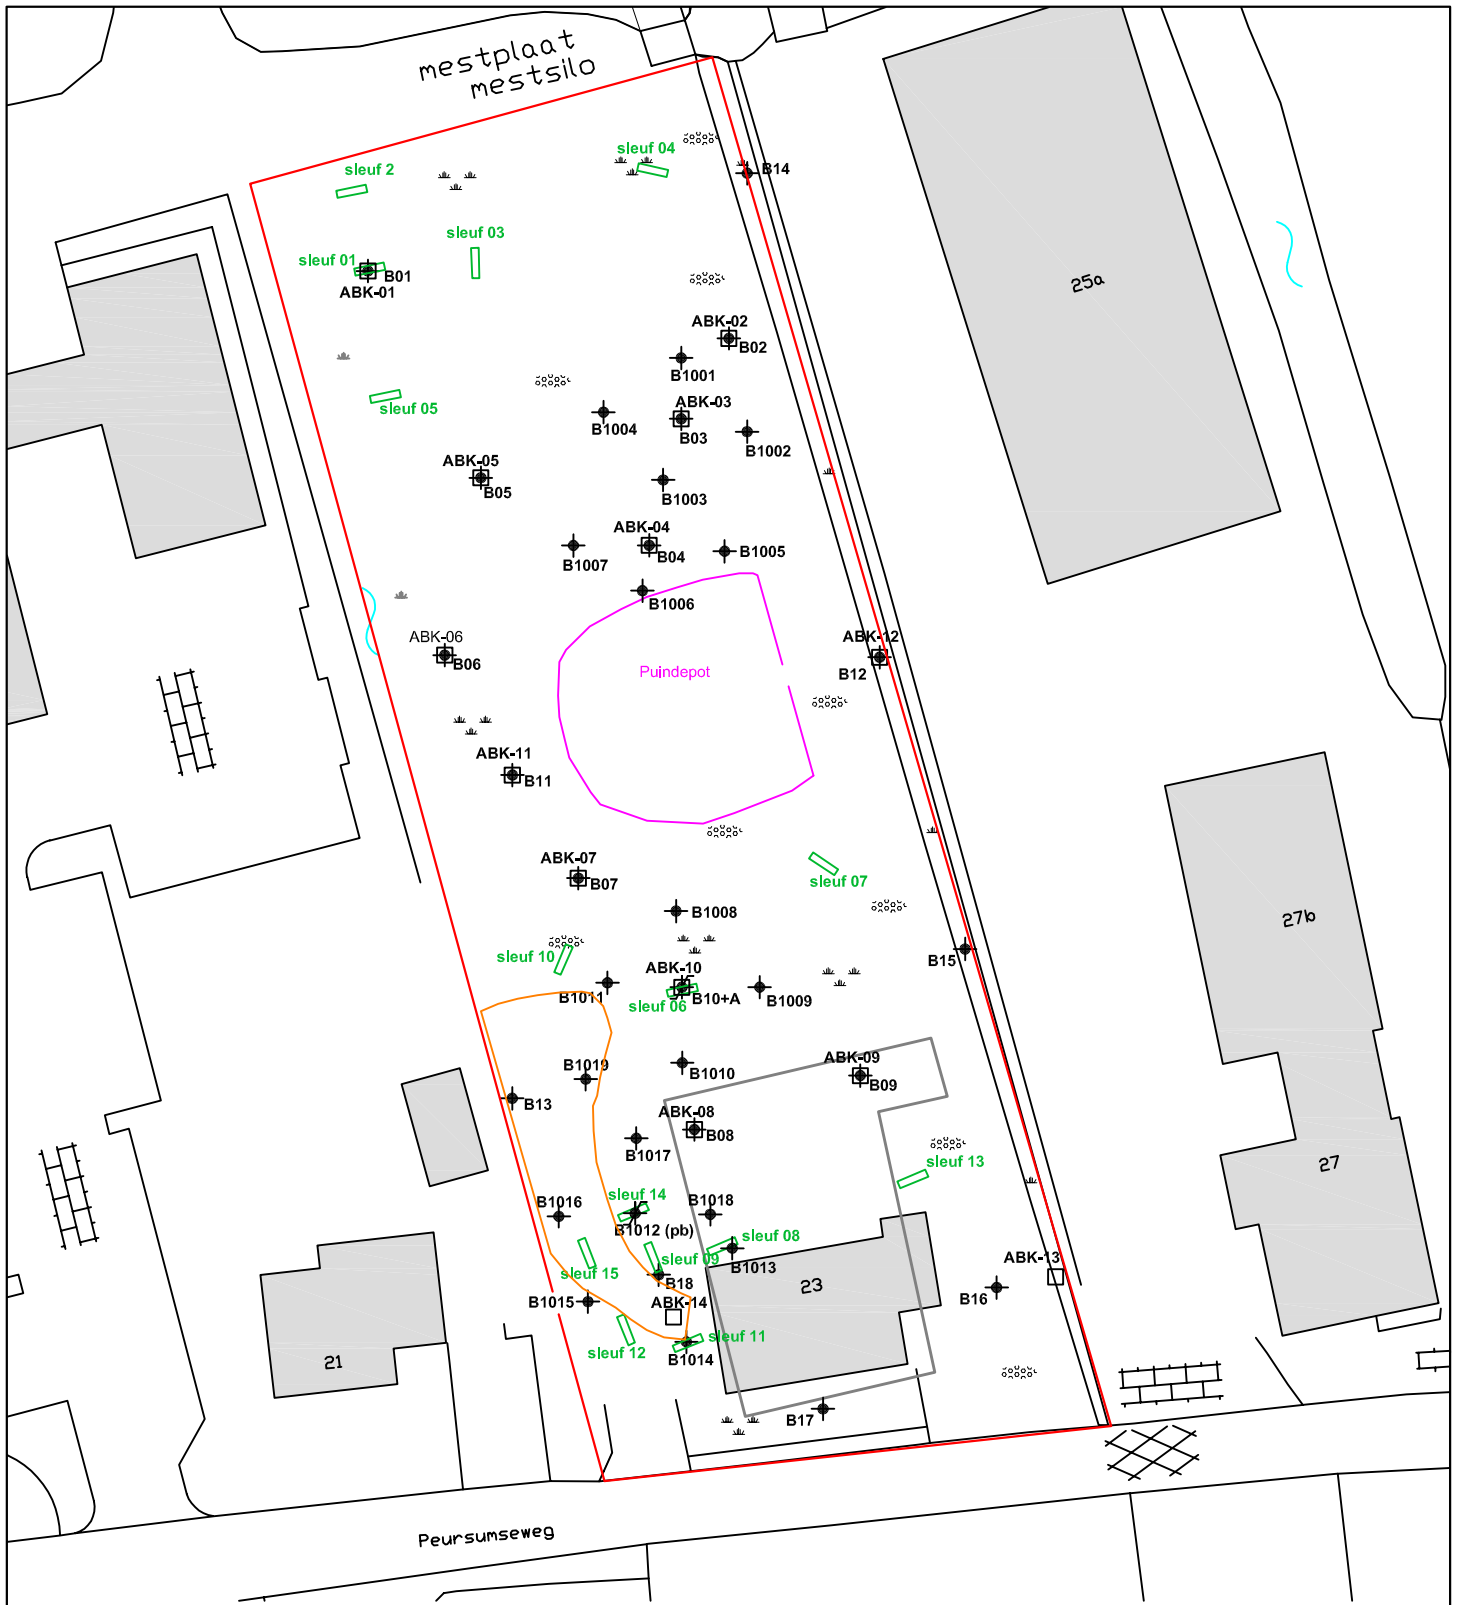 mestplaat
mestsilo
sleuf 04
sleuf 2
B14
sleuf 03
sleuf 01
B01
ABK-01
25a
ABK-02
B02
B1001
ABK-03
sleuf 05
B1004
B03
B1002
ABK-05
B05
B1003
ABK-04
B04
B1005
B1007
B1006
ABK-06
B06
ABK-12
B12
Puindepot
ABK-11
B11
ABK-07
B07
sleuf 07
B1008
27b
sleuf 10
B15
ABK-10
B1011
B10+A
B1009
sleuf 06
B1019
B1010
ABK-09
B09
B13
ABK-08
B08
B1017
sleuf 13
27
sleuf 14
B1016
B1018
B1012 (pb)
sleuf 08
sleuf 09
B1013
ABK-13
sleuf 15
B18
23
B16
B1015
ABK-14
sleuf 11
sleuf 12
B1014
21
B17
Peursumseweg